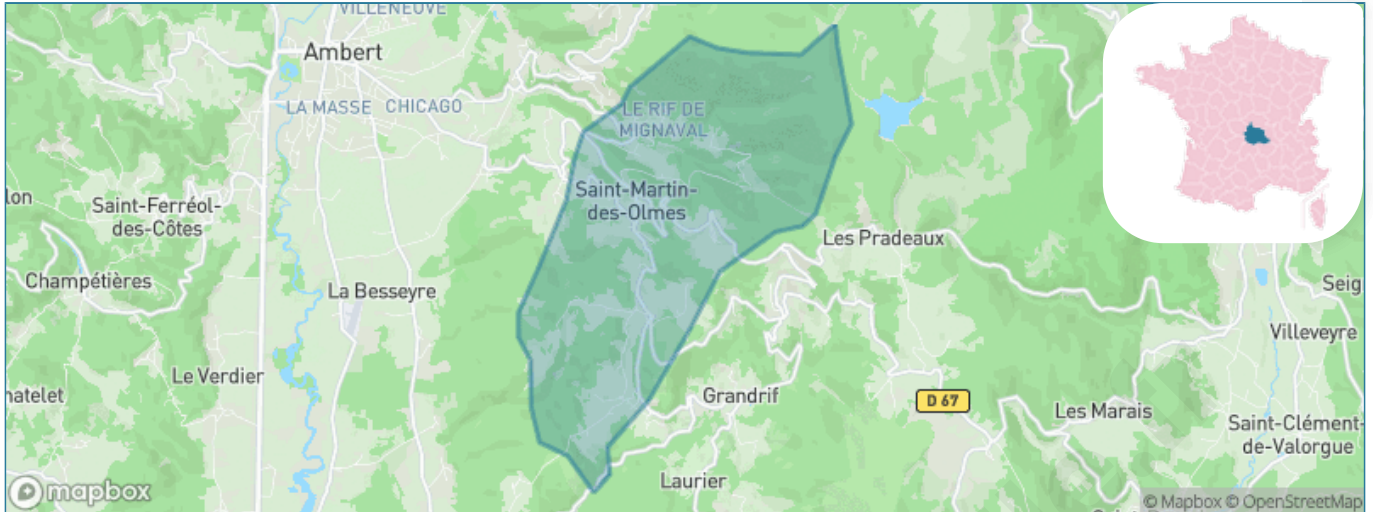 VILLENEUVE
Ambert
LA MASSE
CHICAGO
LE RIF DE
MIGNAVAL
Saint-Martin-
des-Olmes
Saint-Ferréol-
des-Côtes
lon
Les Pradeaux
Champétières
La Besseyre
Seig
Villeveyre
Le Verdier
hatelet
Grandrif
D 67
Les Marais
Saint-Clément-
de-Valorgue
Laurier
mapbox
© Mapbox © OpenStreetMap